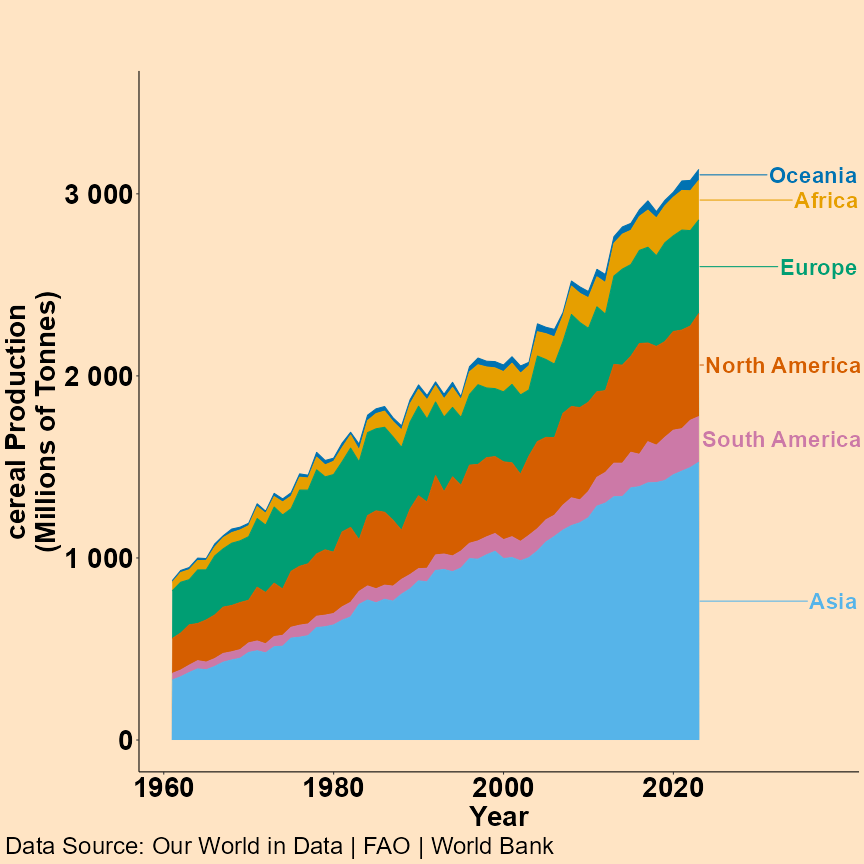 Oceania
3 000
Africa
Europe
2 000
North America
South America
cereal Production
(Millions of Tonnes)
1 000
Asia
0
1960 1980 2000 2020
Year
Data Source: Our World in Data | FAO | World Bank